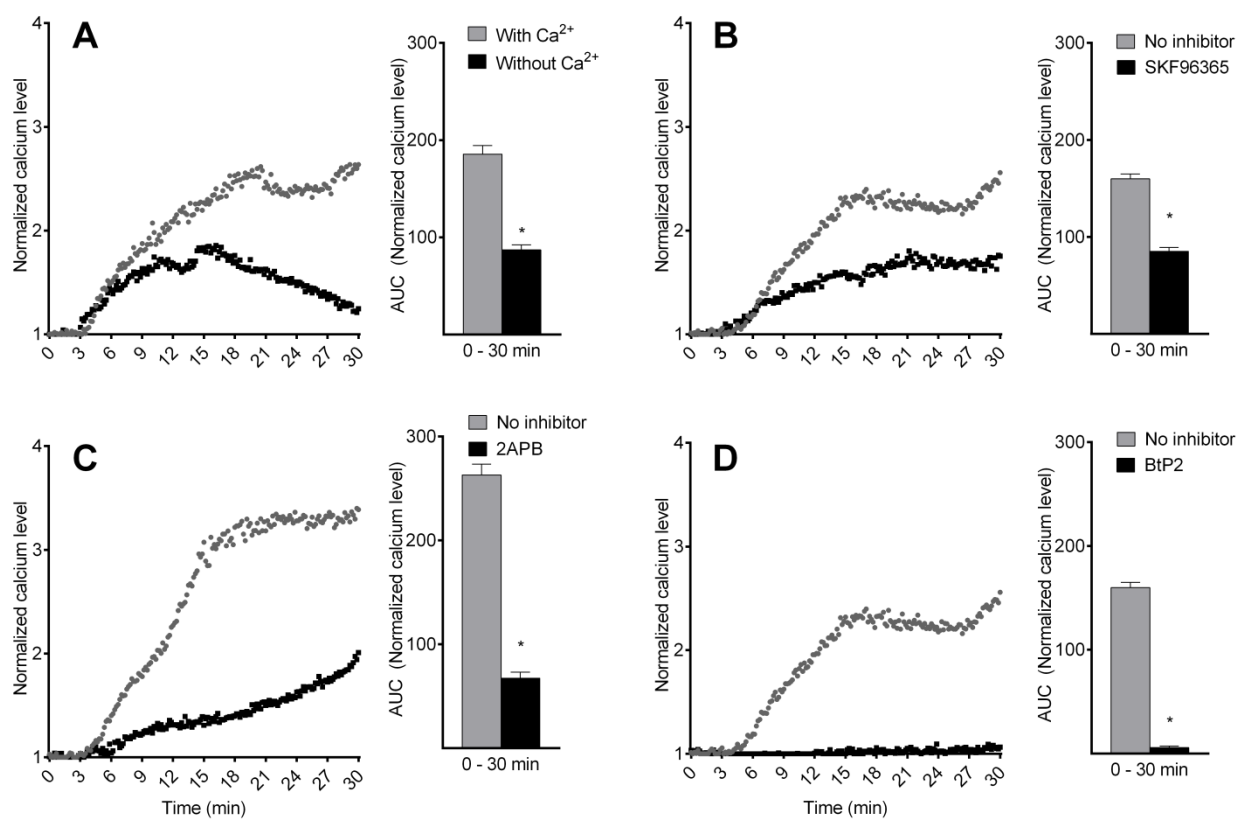 A
Normalized calcium level)
4
3
2
1
0 3 6 9 12 15 18 21 24 27 30
With Ca2+
Without Ca2+
AUC (Normalized calcium level)
300
200
100
*
0 - 30 min
B
Normalized calcium level)
4
3
2
1
0 3 6 9 12 15 18 21 24 27 30
No inhibitor
SKF96365
AUC (Normalized calcium level)
300
200
100
*
0 - 30 min
C
Normalized calcium level)
4
3
2
1
0 3 6 9 12 15 18 21 24 27 30
Time (min)
No inhibitor
2APB
AUC (Normalized calcium level)
300
200
100
*
0 - 30 min
D
Normalized calcium level)
4
3
2
1
0 3 6 9 12 15 18 21 24 27 30
Time (min)
No inhibitor
BtP2
AUC (Normalized calcium level)
300
200
100
*
0 - 30 min